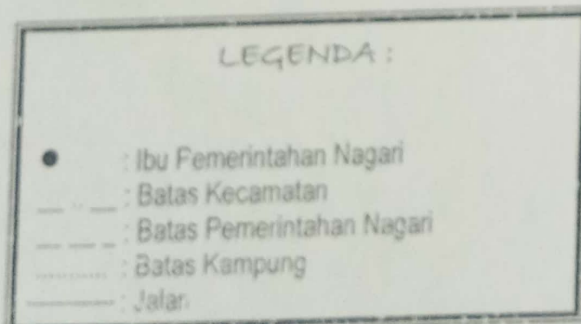 LEGENDA :
: Ibu Pemerintahan Nagari
: Batas Kecamatan
: Batas Pemerintahan Nagari
: Batas Kampung
: Jalan